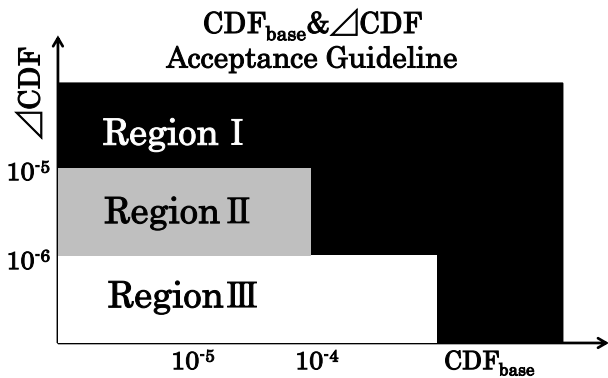 CDFbase&⊿CDF
Acceptance Guideline
⊿CDF
Region Ⅰ
10-5
Region Ⅱ
10-6
Region Ⅲ
10-5
10-4
CDFbase